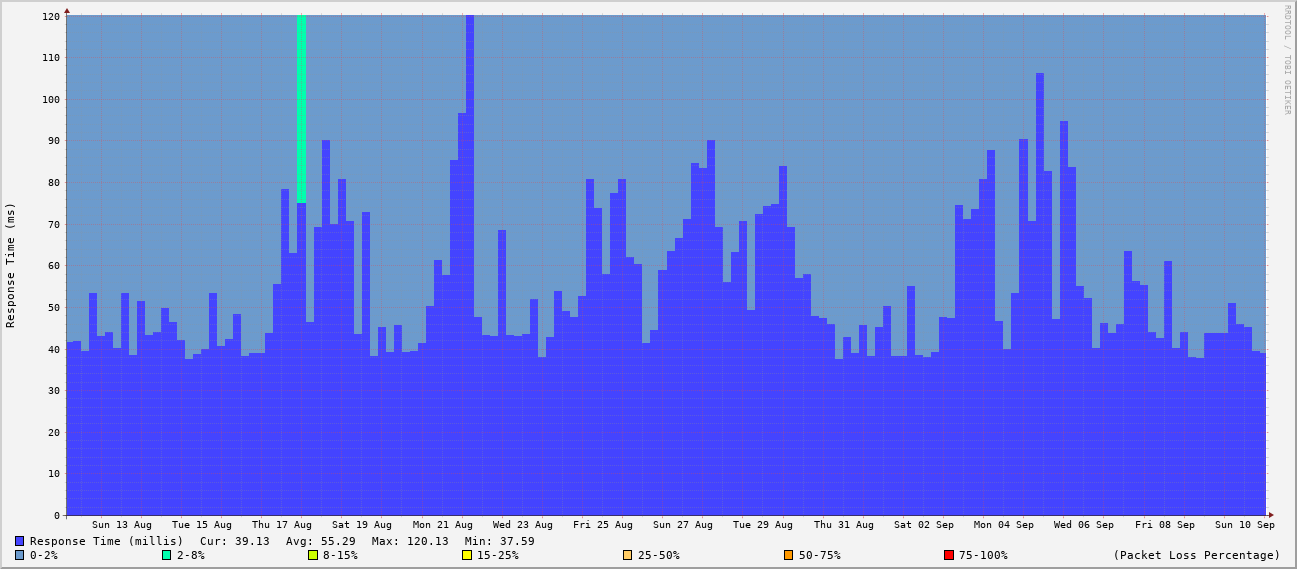 RRDTOOL / TOBI OETIKER
Response Time (ms)
120
110
100
90
80
70
60
50
40
30
20
10
0
Sun 13 Aug Tue 15 Aug Thu 17 Aug Sat 19 Aug Mon 21 Aug Wed 23 Aug Fri 25 Aug Sun 27 Aug Tue 29 Aug Thu 31 Aug Sat 02 Sep Mon 04 Sep Wed 06 Sep Fri 08 Sep Sun 10 Sep
Response Time (millis) Cur: 39.13 Avg: 55.29 Max: 120.13 Min: 37.59
0-2% 2-8% 8-15% 15-25% 25-50% 50-75% 75-100% (Packet Loss Percentage)